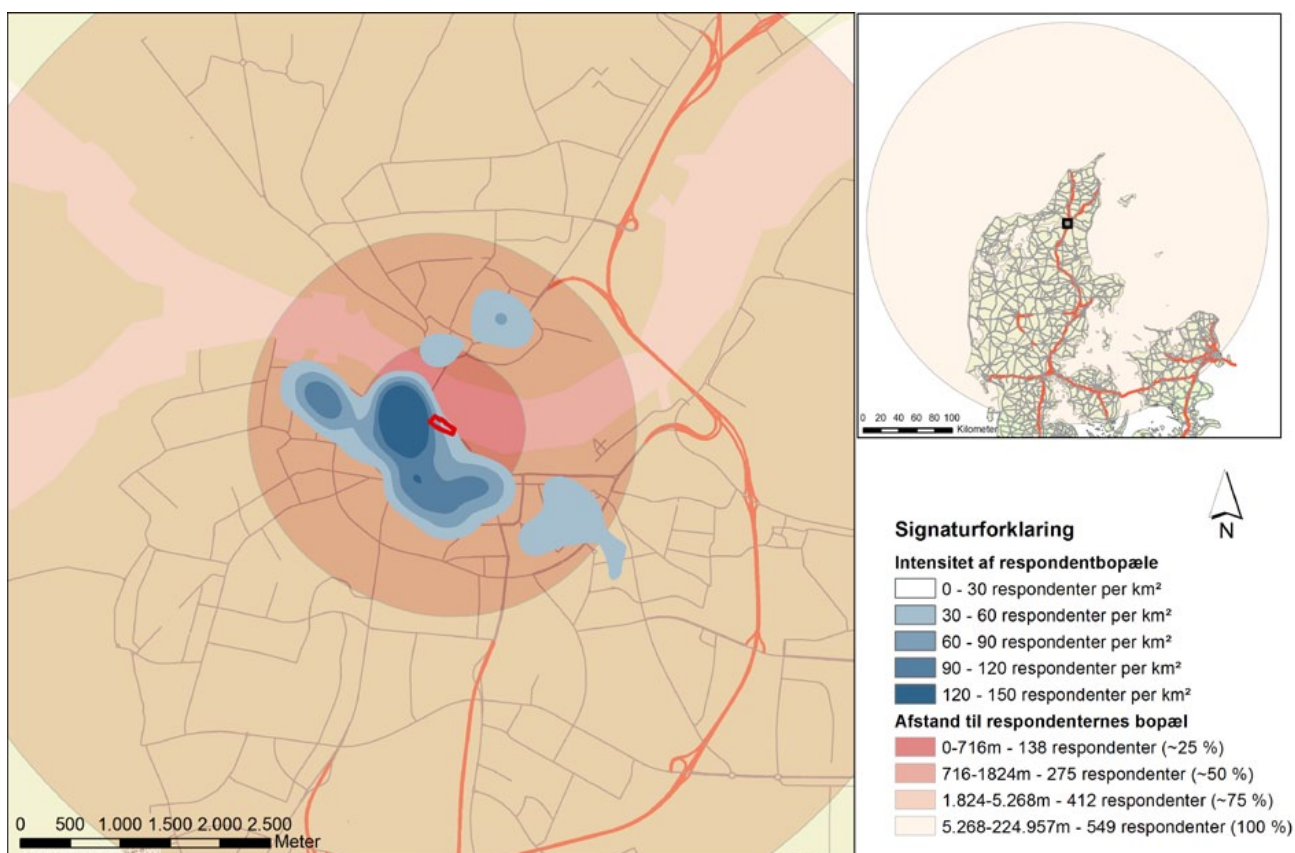 0 500 1.000 1.500 2.000 2.500
Meter
0 20 40 60 80 100
Kilometer
N
Signaturforklaring
Intensitet af respondentbopæle
0 - 30 respondenter per km²
30 - 60 respondenter per km²
60 - 90 respondenter per km²
90 - 120 respondenter per km²
120 - 150 respondenter per km²
Afstand til respondenternes bopæl
0-716m - 138 respondenter (~25 %)
716-1824m - 275 respondenter (~50 %)
1.824-5.268m - 412 respondenter (~75 %)
5.268-224.957m - 549 respondenter (100 %)